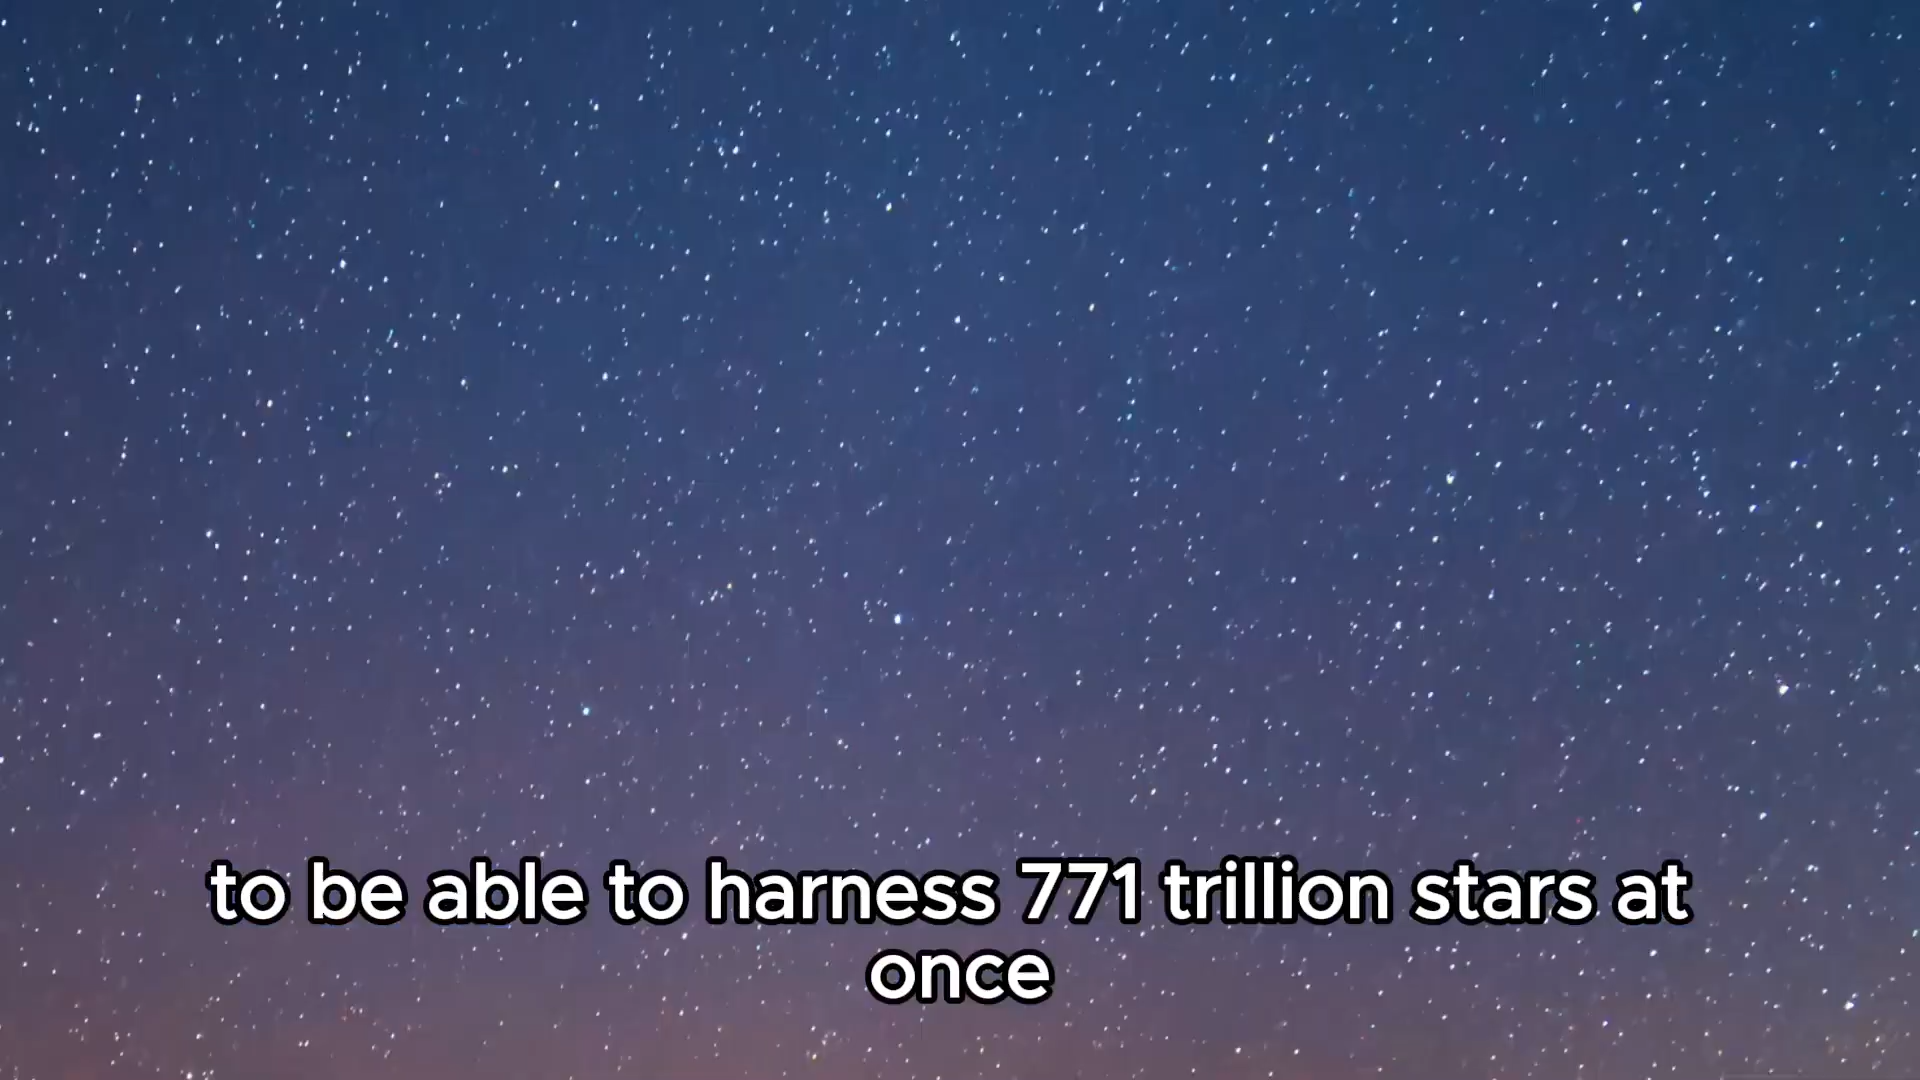 to be able to harness 771 trillion stars at
once